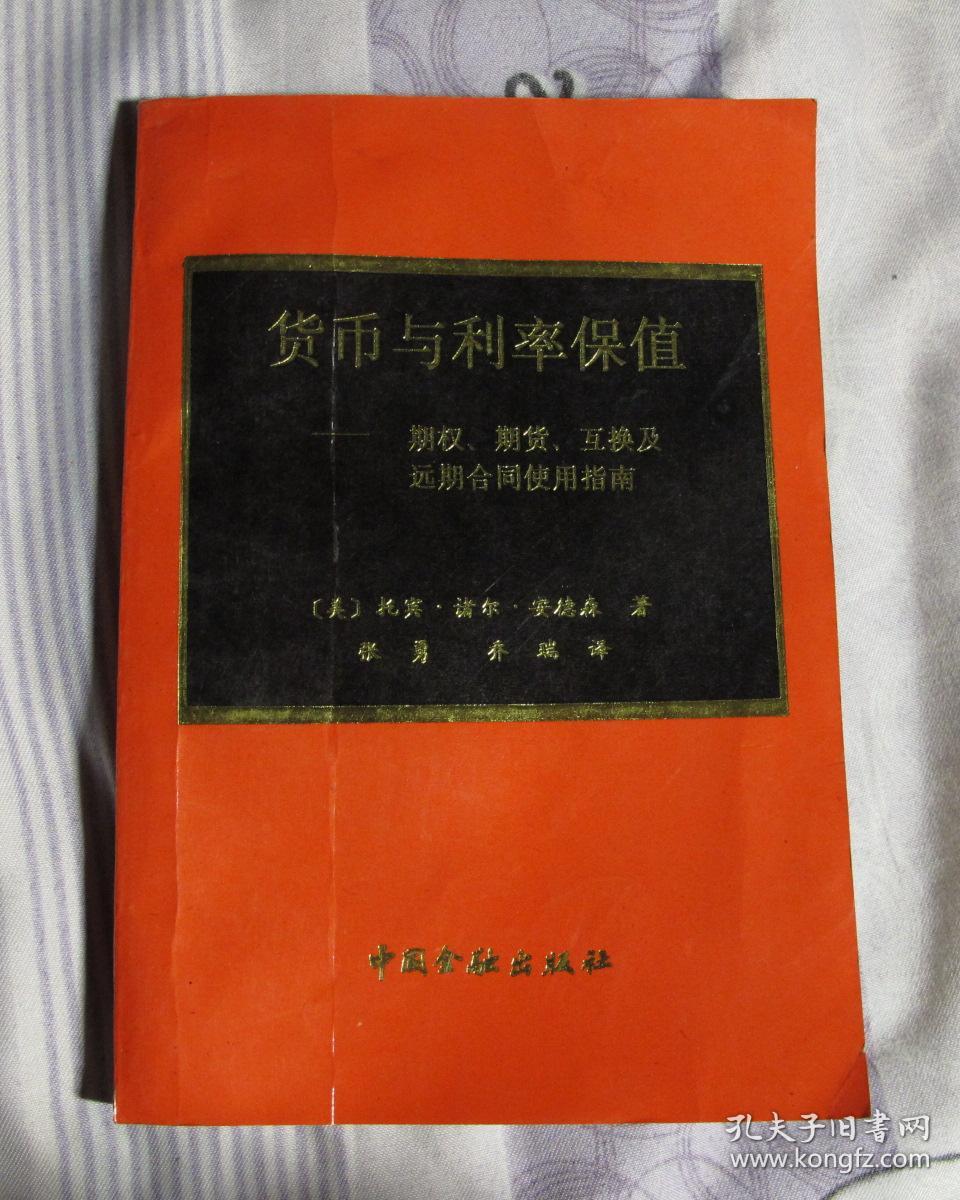 货币与利率保值
—— 期权、期货、互换及
远期合同使用指南
〔美〕托宾·诺尔·安德森 著
张勇 乔瑞译
中国金融出版社
孔夫子旧書网
www.kongfz.com
2